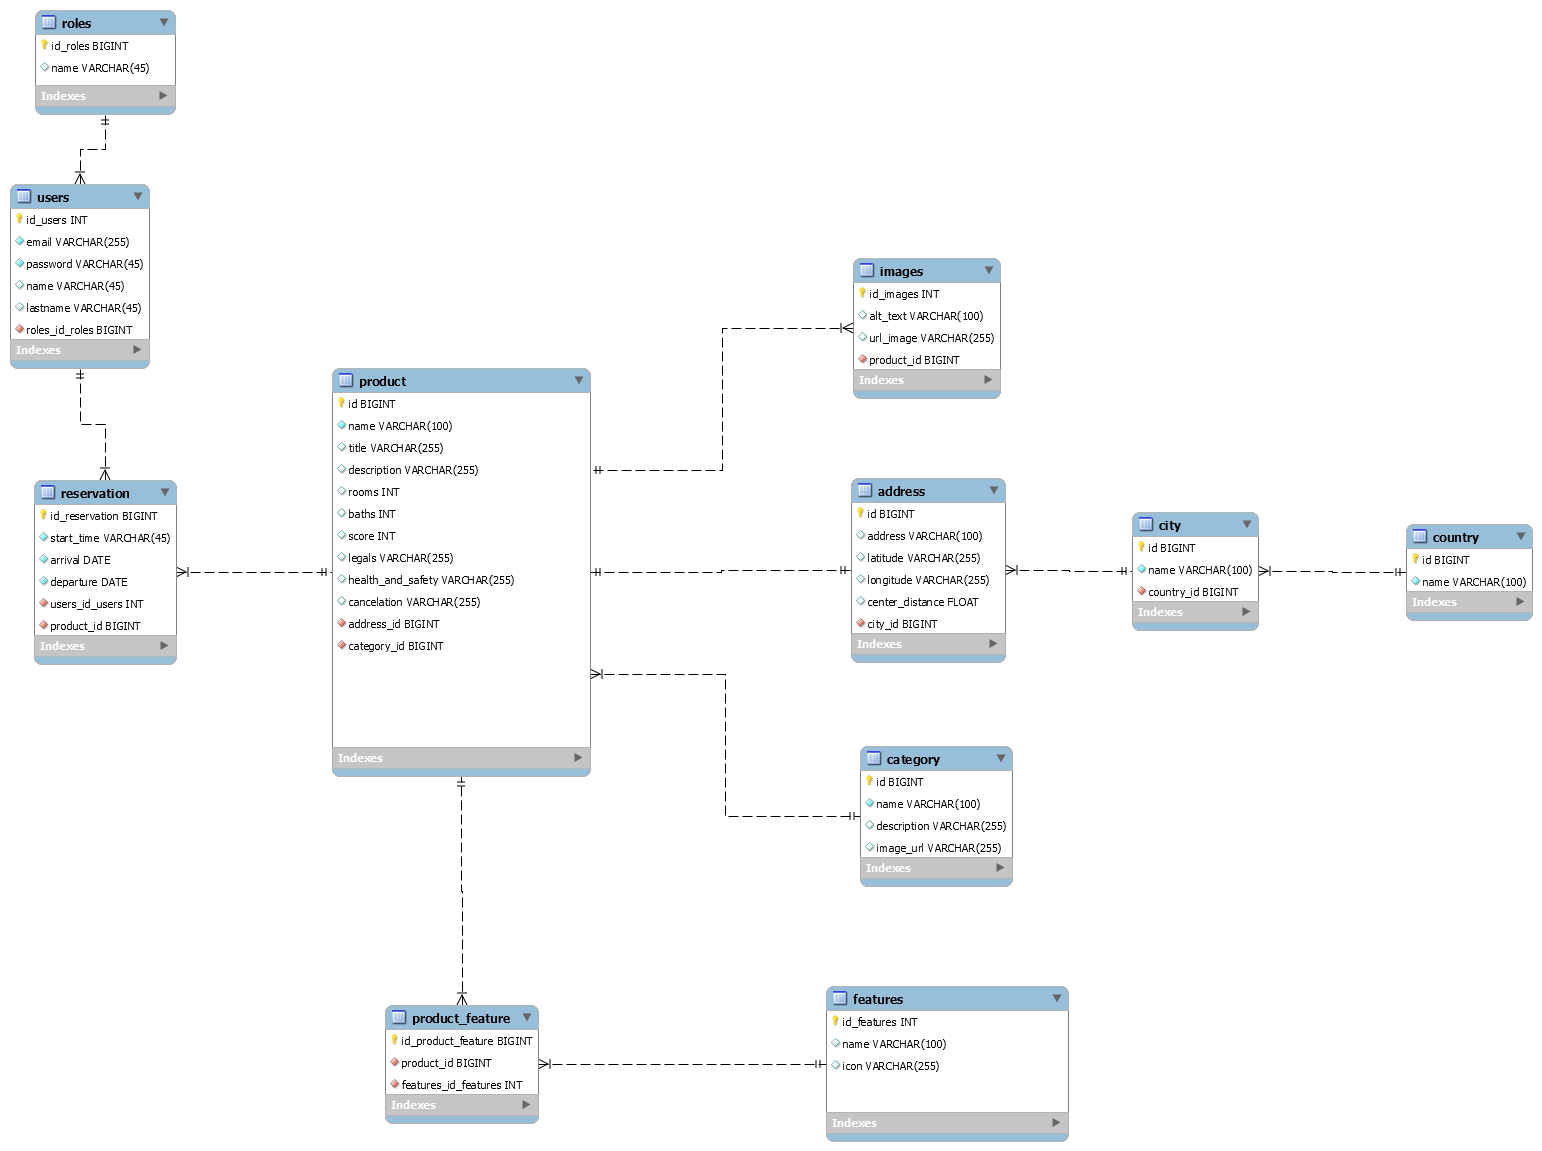 roles
id_roles BIGINT
name VARCHAR(45)
Indexes
users
id_users INT
email VARCHAR(255)
password VARCHAR(45)
name VARCHAR(45)
lastname VARCHAR(45)
roles_id_roles BIGINT
Indexes
reservation
id_reservation BIGINT
start_time VARCHAR(45)
arrival DATE
departure DATE
users_id_users INT
product_id BIGINT
Indexes
product
id BIGINT
name VARCHAR(100)
title VARCHAR(255)
description VARCHAR(255)
rooms INT
baths INT
score INT
legals VARCHAR(255)
health_and_safety VARCHAR(255)
cancelation VARCHAR(255)
address_id BIGINT
category_id BIGINT
Indexes
images
id_images INT
alt_text VARCHAR(100)
url_image VARCHAR(255)
product_id BIGINT
Indexes
address
id BIGINT
address VARCHAR(100)
latitude VARCHAR(255)
longitude VARCHAR(255)
center_distance FLOAT
city_id BIGINT
Indexes
city
id BIGINT
name VARCHAR(100)
country_id BIGINT
Indexes
country
id BIGINT
name VARCHAR(100)
Indexes
category
id BIGINT
name VARCHAR(100)
description VARCHAR(255)
image_url VARCHAR(255)
Indexes
product_feature
id_product_feature BIGINT
product_id BIGINT
features_id_features INT
Indexes
features
id_features INT
name VARCHAR(100)
icon VARCHAR(255)
Indexes